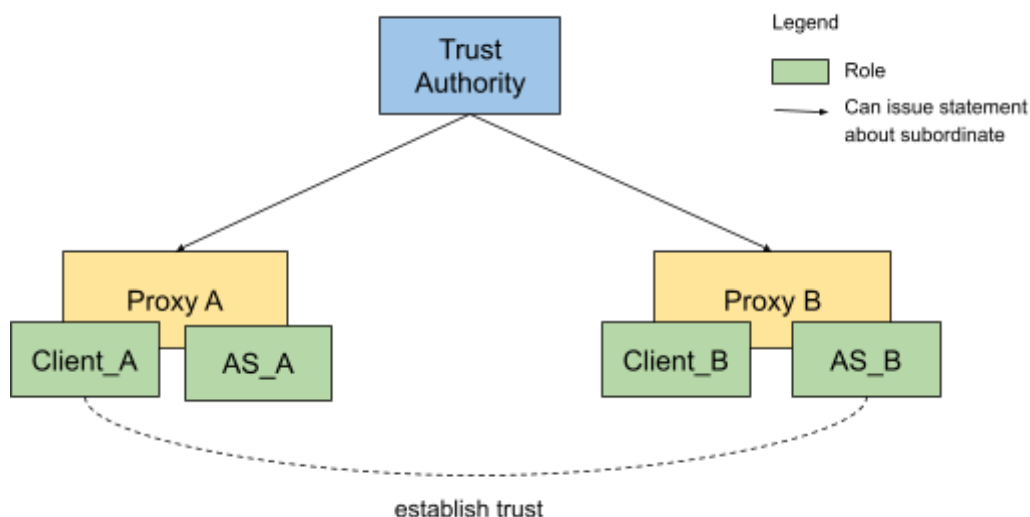 Trust
Authority
Legend
Role
Can issue statement
about subordinate
Proxy A
Client_A
AS_A
Proxy B
Client_B
AS_B
establish trust